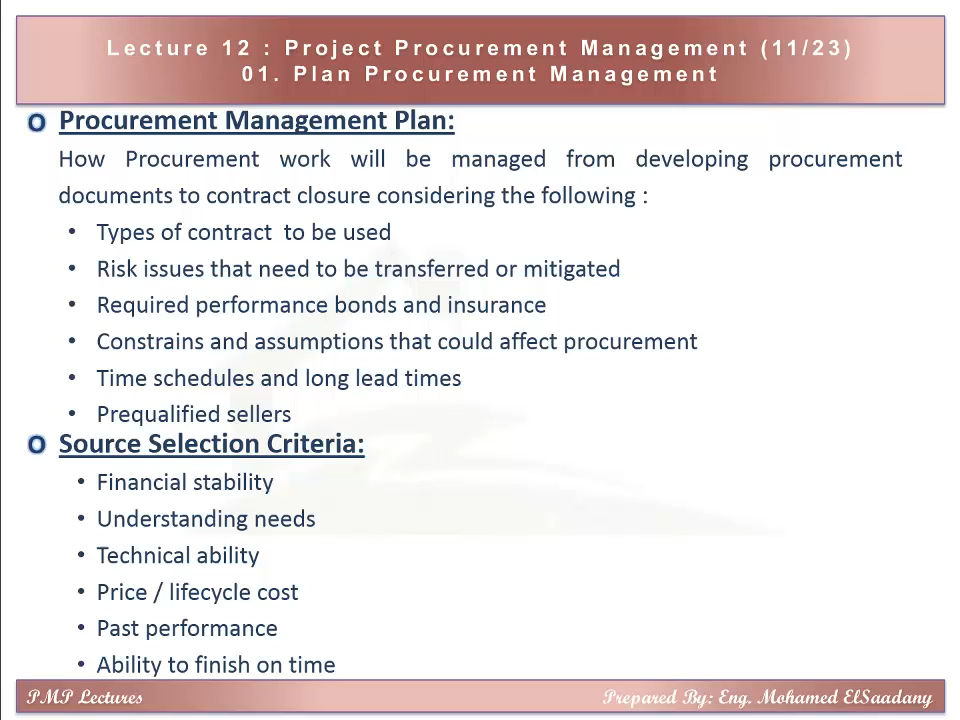 Lecture 12 : Project Procurement Management (11/23)
01. Plan Procurement Management
o Procurement Management Plan:
How Procurement work will be managed from developing procurement
documents to contract closure considering the following :
• Types of contract to be used
• Risk issues that need to be transferred or mitigated
• Required performance bonds and insurance
• Constrains and assumptions that could affect procurement
• Time schedules and long lead times
• Prequalified sellers
o Source Selection Criteria:
• Financial stability
• Understanding needs
• Technical ability
• Price / lifecycle cost
• Past performance
• Ability to finish on time
PMP Lectures
Prepared By: Eng. Mohamed ElSaadany